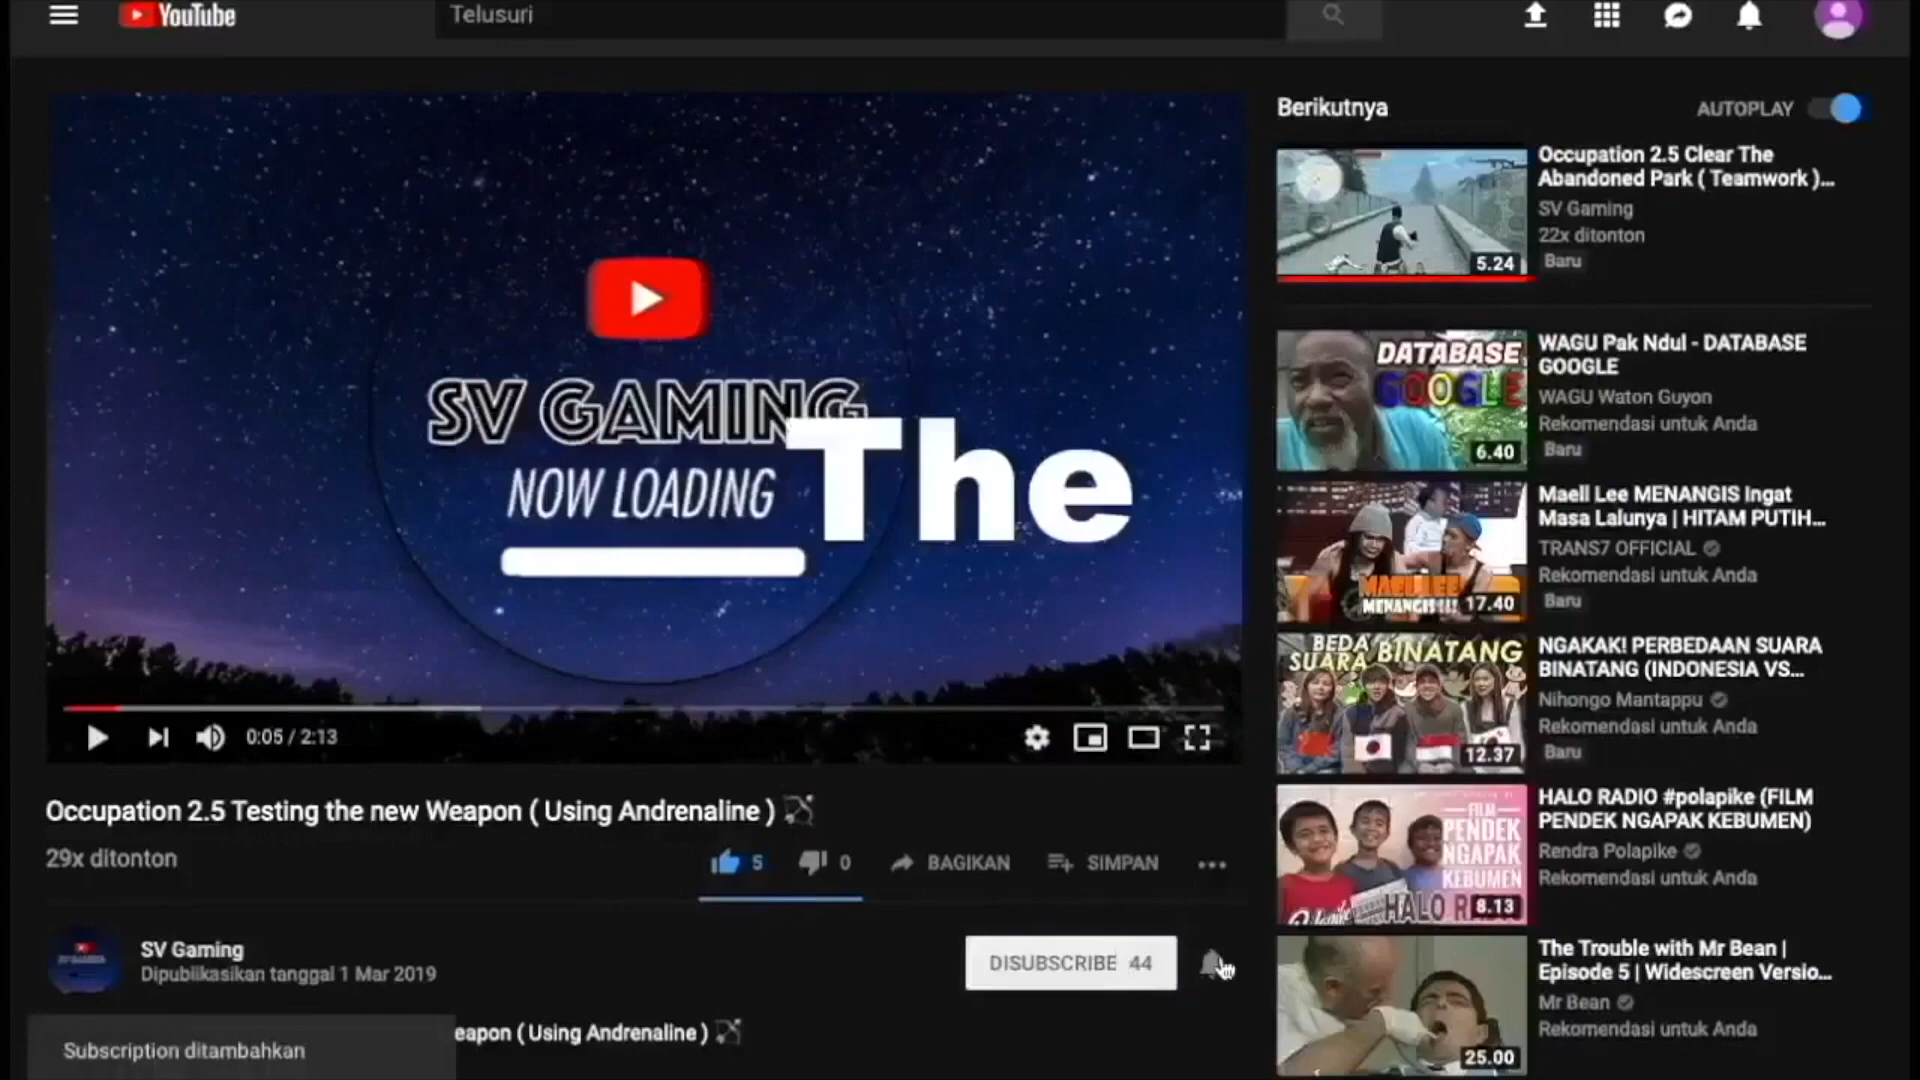 YouTube
Telusuri
SV GAMING
NOW LOADING
The
0:05 / 2:13
Occupation 2.5 Testing the new Weapon ( Using Andrenaline )
29x ditonton
5
0
BAGIKAN
SIMPAN
SV Gaming
Dipublikasikan tanggal 1 Mar 2019
DISUBSCRIBE 44
eapon ( Using Andrenaline )
Subscription ditambahkan
Berikutnya
AUTOPLAY
5.24
Occupation 2.5 Clear The
Abandoned Park ( Teamwork )...
SV Gaming
22x ditonton
Baru
DATABASE
GOOGLE
6.40
WAGU Pak Ndul - DATABASE
GOOGLE
WAGU Waton Guyon
Rekomendasi untuk Anda
Baru
MAELL LEE
MENANGIS!!!
17.40
Maell Lee MENANGIS Ingat
Masa Lalunya | HITAM PUTIH...
TRANS7 OFFICIAL
Rekomendasi untuk Anda
Baru
BEDA
SUARA BINATANG
12.37
NGAKAK! PERBEDAAN SUARA
BINATANG (INDONESIA VS...
Nihongo Mantappu
Rekomendasi untuk Anda
Baru
FILM
PENDEK
NGAPAK
KEBUMEN
HALO R
8.13
HALO RADIO #polapike (FILM
PENDEK NGAPAK KEBUMEN)
Rendra Polapike
Rekomendasi untuk Anda
25.00
The Trouble with Mr Bean |
Episode 5 | Widescreen Versio...
Mr Bean
Rekomendasi untuk Anda